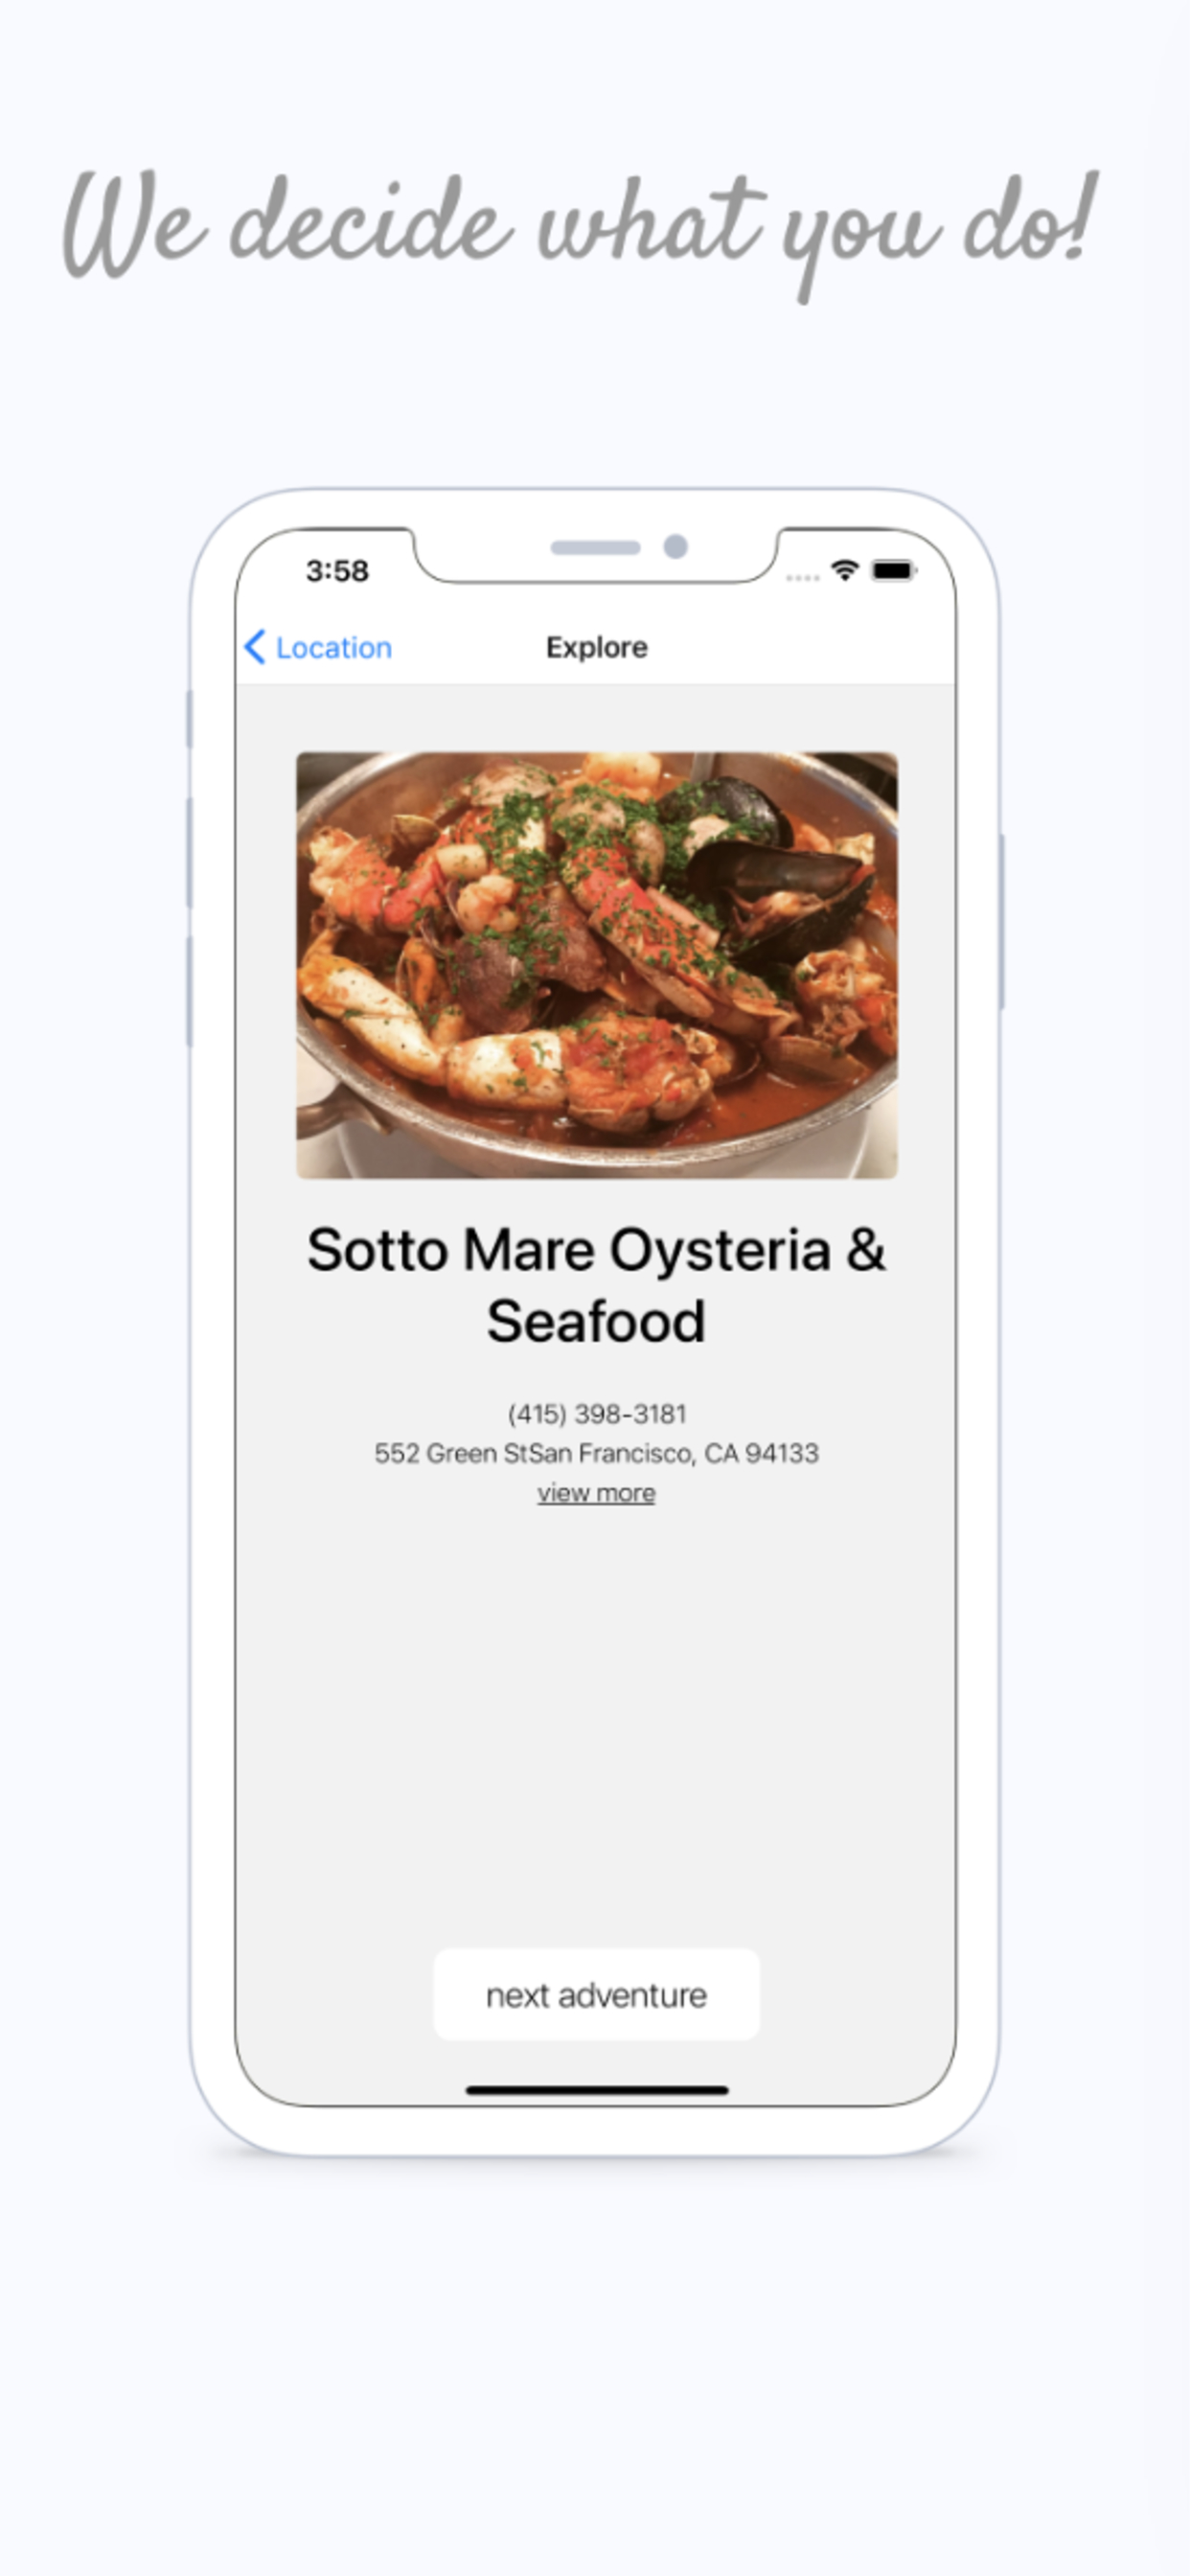 We decide what you do!
3:58
Location
Explore
Sotto Mare Oysteria &
Seafood
(415) 398-3181
552 Green StSan Francisco, CA 94133
view more
next adventure